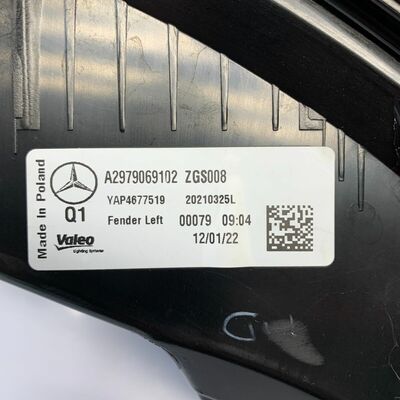 Made in Poland
Q1
Valeo
Lighting Systems
A2979069102 ZGS008
YAP4677519 20210325L
Fender Left 00079 09:04
12/01/22